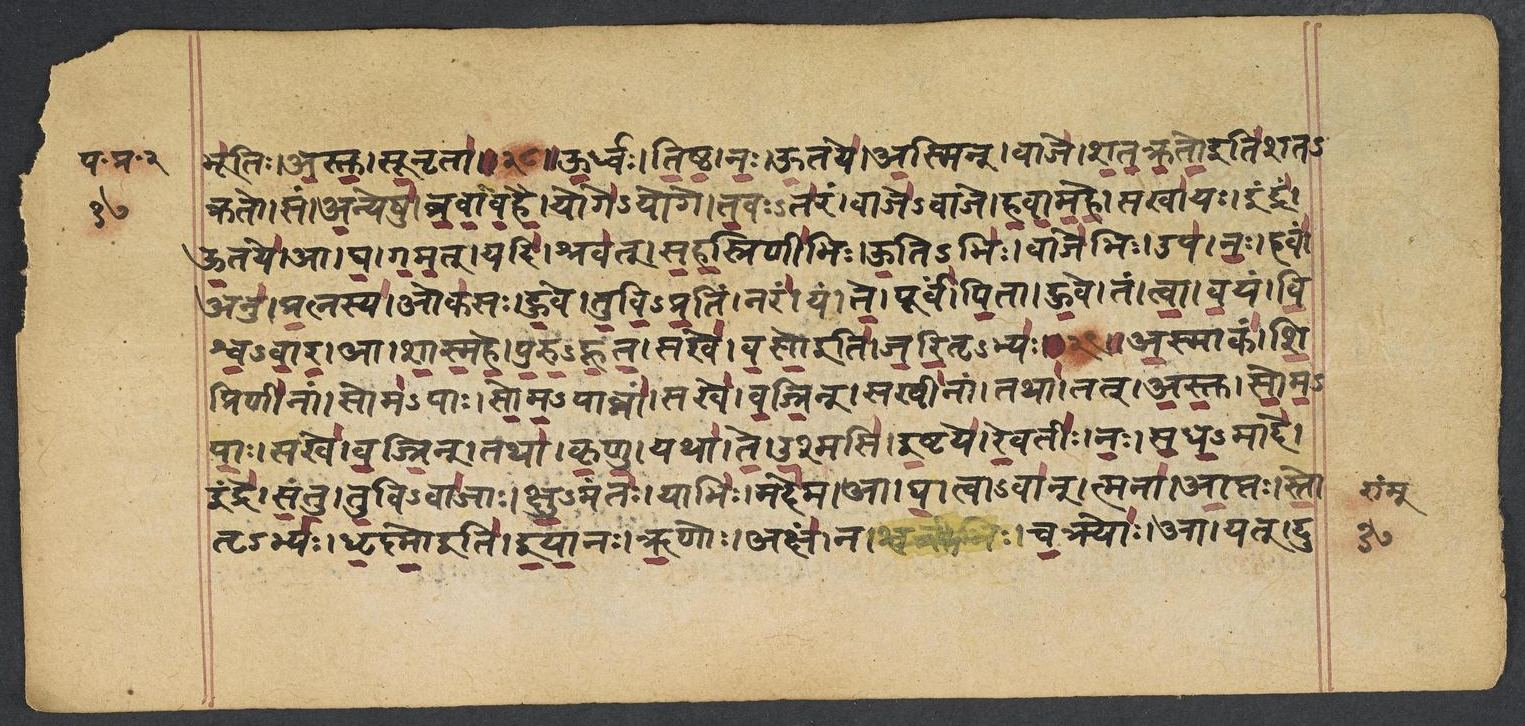 प॰ प्र॰ २
३७
भूतिः। अस्तु। सूनृता॥ २८॥ ऊर्ध्वः। तिष्ठ। नः। ऊतये। अस्मिन्। वाजे। शतक्रतो इति शतऽ
क्रतो। सं। अन्येषु। ब्रवावहै। योगेऽयोगे। तवःऽतरं। वाजेऽवाजे। हवामहे। सखायः। इंद्रं।
ऊतये। आ। घ। गमत्। यदि। श्रवत्। सहस्रिणीभिः। ऊतिऽभिः। वाजेभिः। उप। नः। हवं।
अनु। प्रत्नस्य। ओकसः। हुवे। तुविऽप्रतिं। नरं। यं। ते। पूर्वं। पिता। हुवे। तं। त्वा। वयं। वि
श्वऽवार। आ। शास्महे। पुरुऽहूत। सखे। वसो इति। जरितृऽभ्यः॥ २९॥ अस्माकं। शि
प्रिणीनां। सोमऽपाः। सोमऽपाव्नां। सखे। वज्रिन्। सखीनां। तथा। तत्। अस्तु। सोमऽ
पाः। सखे। वज्रिन्। तथा। कृणु। यथा। ते। उश्मसि। इष्टये। रेवतीः। नः। सधऽमादे।
इंद्रे। संतु। तुविऽवाजाः। क्षुऽमंतः। याभिः। मदेम। आ। घ। त्वाऽवान्। त्मना। आप्तः। स्तो
तृऽभ्यः। धृष्णो इति। इयानः। ऋणोः। अक्षं। न। चक्र्योः। आ। यत्। दु
३७